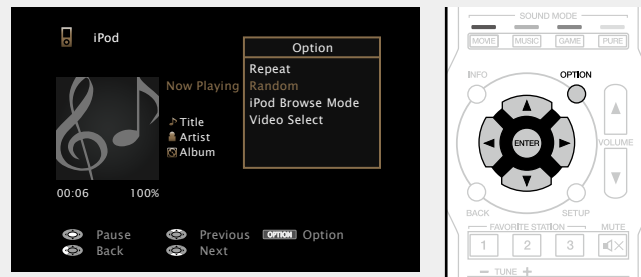 iPod
Option
Repeat
Random
iPod Browse Mode
Video Select
Now Playing
Title
Artist
Album
00:06 100%
Pause Previous OPTION Option
Back Next
SOUND MODE
MOVIE MUSIC GAME PURE
INFO OPTION
ENTER
VOLUME
BACK SETUP
FAVORITE STATION MUTE
1 2 3
- TUNE +